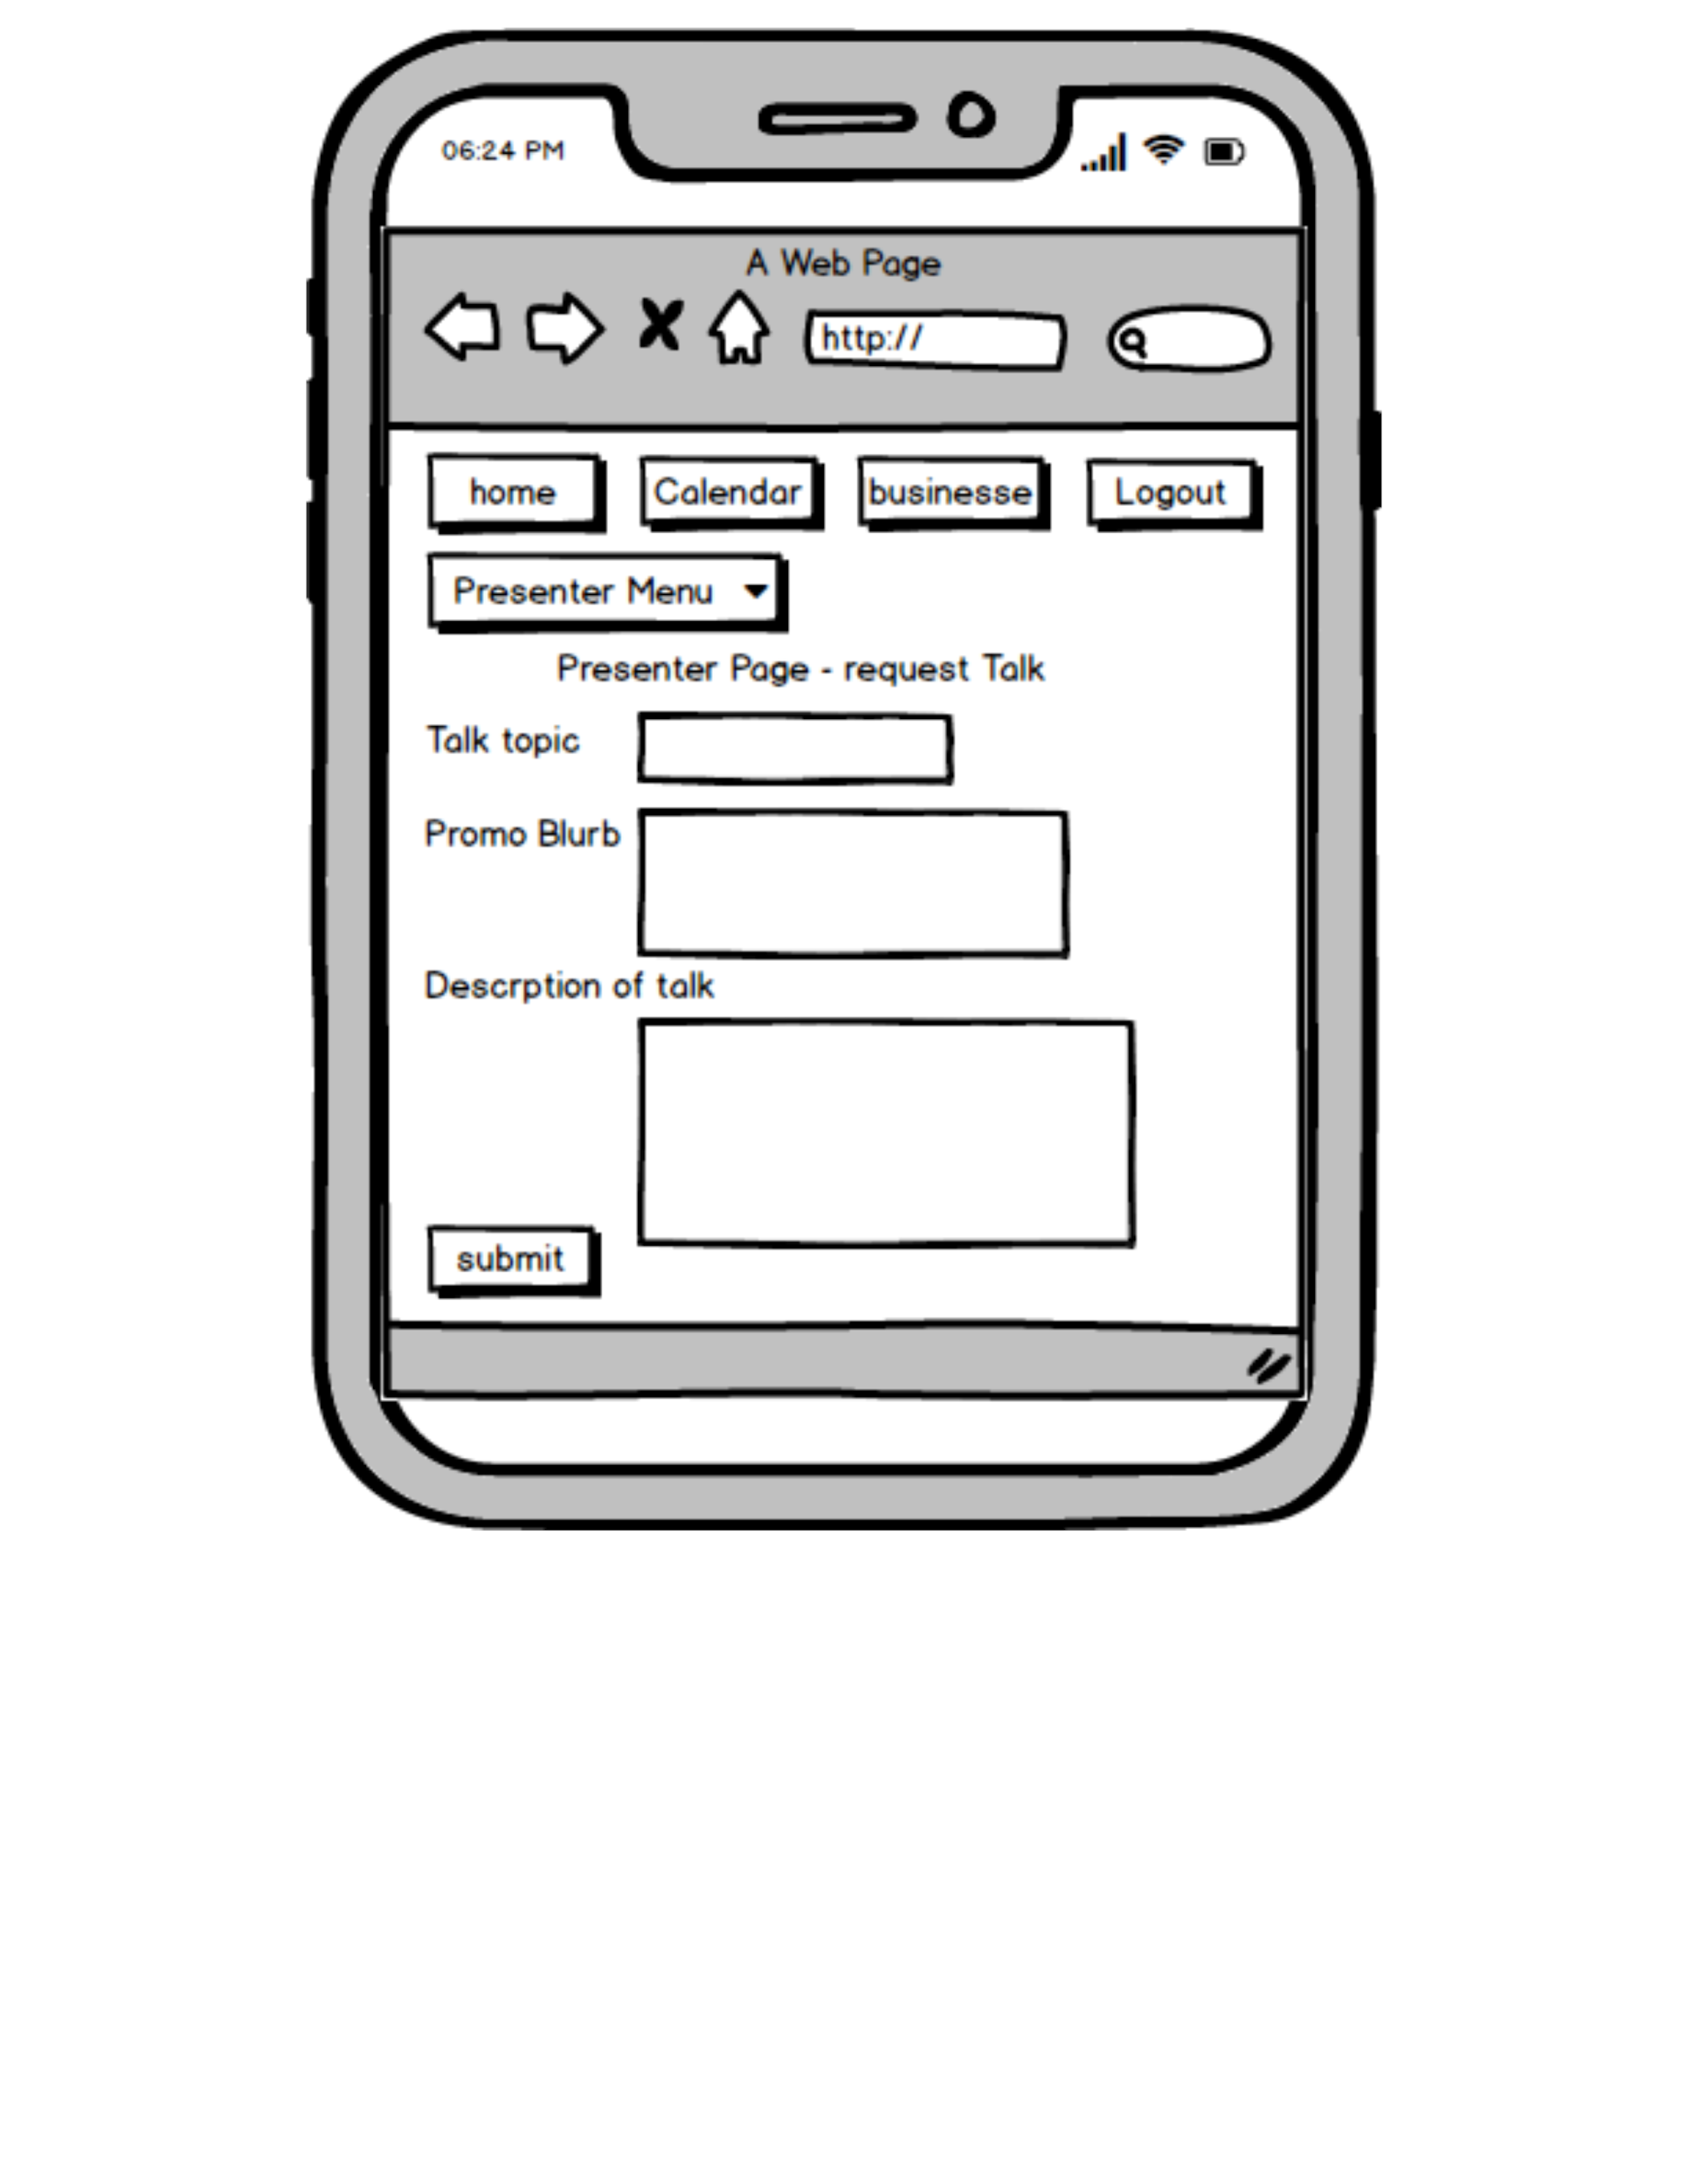 06:24 PM
A Web Page
http://
home Calendar businesse Logout
Presenter Menu
Presenter Page - request Talk
Talk topic
Promo Blurb
Descrption of talk
submit